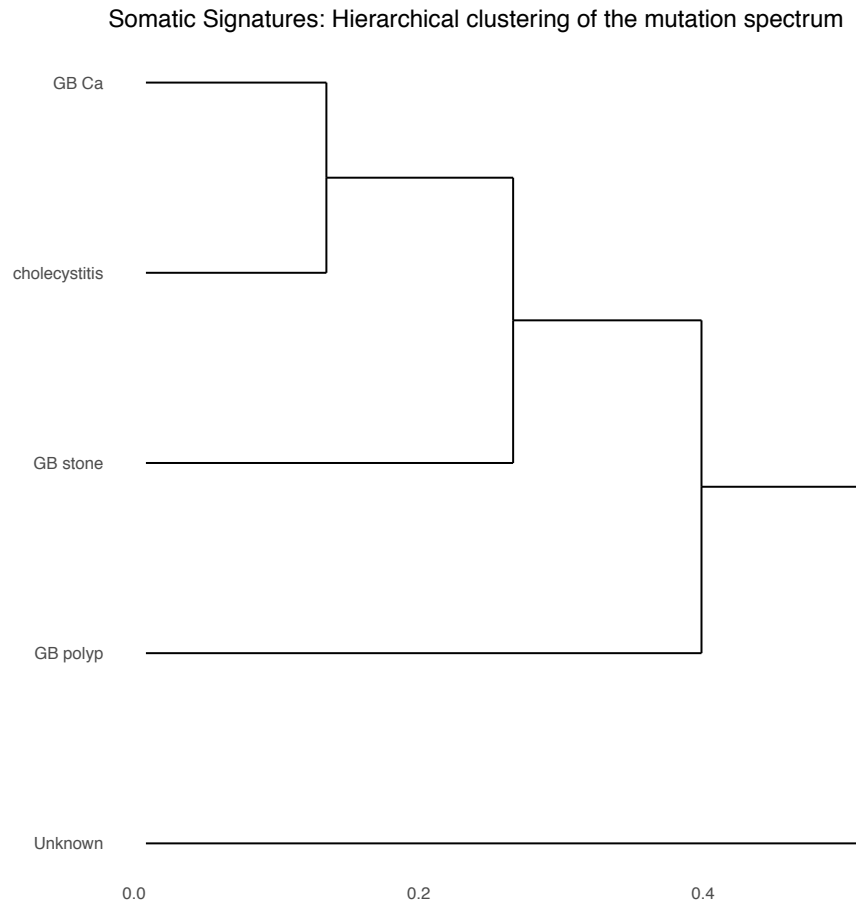 Somatic Signatures: Hierarchical clustering of the mutation spectrum
GB Ca
cholecystitis
GB stone
GB polyp
Unknown
0.0 0.2 0.4